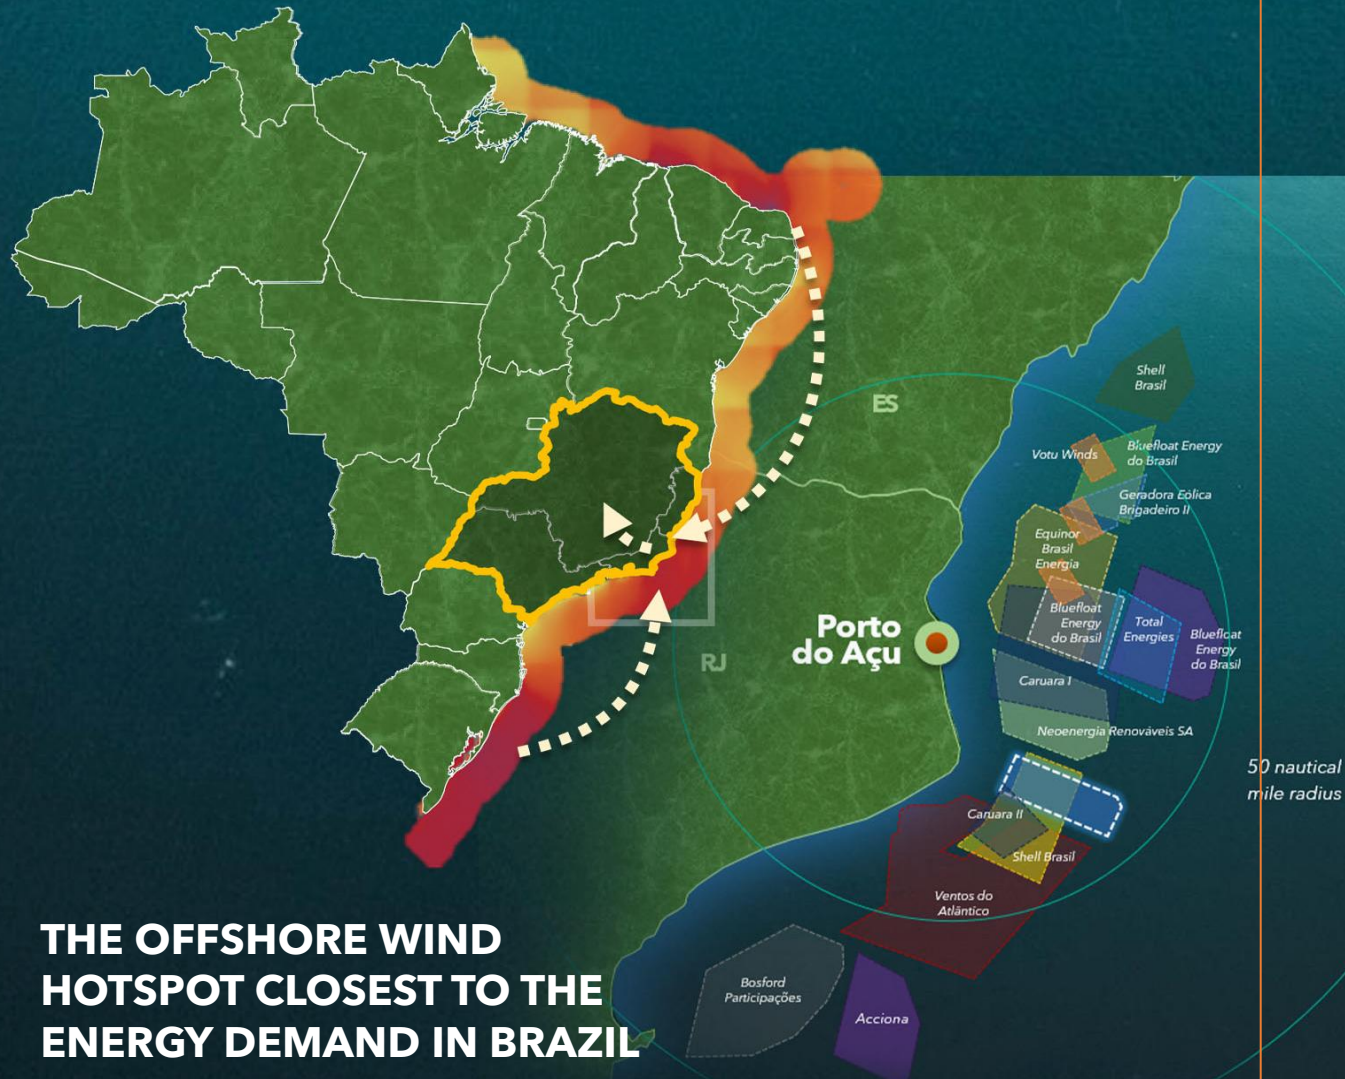 ES
Shell
Brasil
Votu Winds
Bluefloat Energy
do Brasil
Geradora Eólica
Brigadeiro II
Equinor
Brasil
Energia
Bluefloat
Energy
do Brasil
Total
Energies
Bluefloat
Energy
do Brasil
Porto
do Açu
RJ
Caruara I
Neoenergia Renováveis SA
50 nautical
mile radius
Caruara II
Shell Brasil
Ventos do
Atlântico
Bosford
Participações
Acciona
THE OFFSHORE WIND
HOTSPOT CLOSEST TO THE
ENERGY DEMAND IN BRAZIL